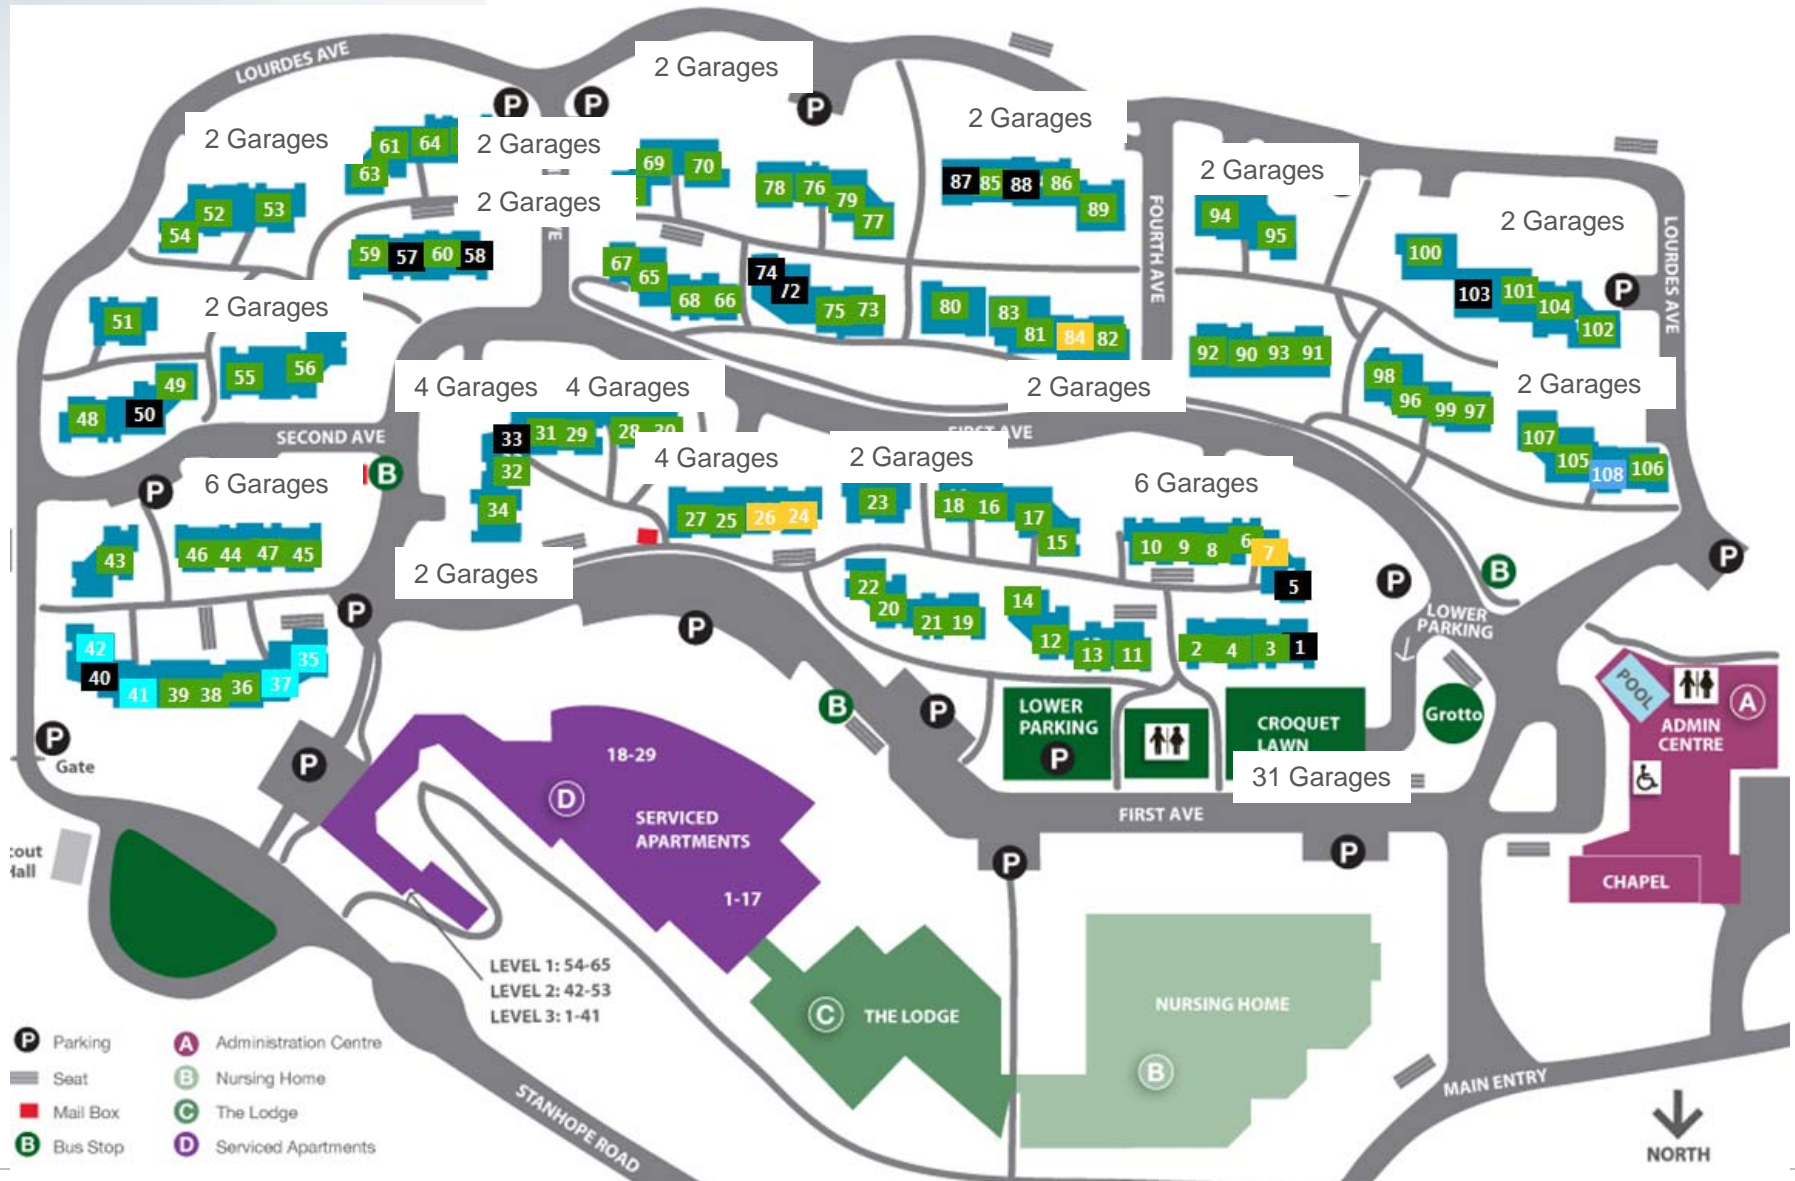 LOURDES AVE
2 Garages
2 Garages
2 Garages
2 Garages
2 Garages
2 Garages
2 Garages
P
P
P
61
64
63
69
70
52
53
54
78
76
79
77
87
85
88
86
89
FOURTH AVE
94
95
LOURDES AVE
59
57
60
58
67
65
68
66
74
72
75
73
80
83
81
84
82
100
103
101
104
102
P
51
2 Garages
55
56
49
48
50
92
90
93
91
98
96
99
97
4 Garages
4 Garages
2 Garages
2 Garages
SECOND AVE
FIRST AVE
33
31
29
28
30
32
34
4 Garages
2 Garages
6 Garages
107
105
108
106
P
6 Garages
B
27
25
26
24
23
18
16
17
15
10
9
8
6
7
5
43
46
44
47
45
2 Garages
22
20
21
19
14
12
13
11
2
4
3
1
P
B
P
LOWER
PARKING
P
P
42
40
41
39
38
36
37
35
B
P
LOWER
PARKING
P
CROQUET
LAWN
Grotto
POOL
A
ADMIN
CENTRE
P
Gate
P
18-29
D
SERVICED
APARTMENTS
1-17
31 Garages
FIRST AVE
P
P
CHAPEL
LEVEL 1: 54-65
LEVEL 2: 42-53
LEVEL 3: 1-41
C THE LODGE
NURSING HOME
B
STANHOPE ROAD
MAIN ENTRY
NORTH
P Parking
Seat
Mail Box
B Bus Stop
A Administration Centre
B Nursing Home
C The Lodge
D Serviced Apartments